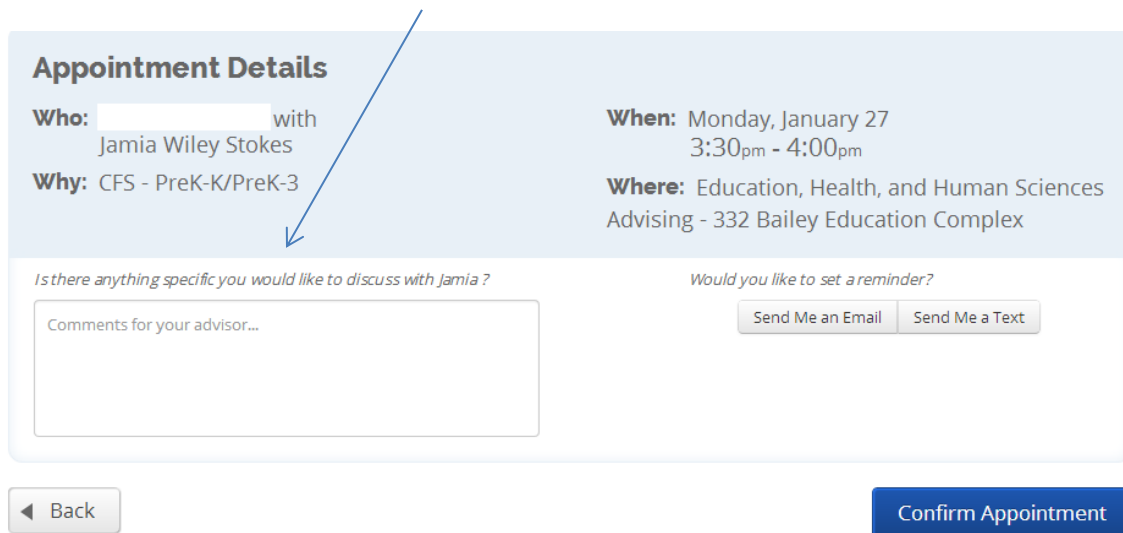 Appointment Details
Who: with
Jamia Wiley Stokes
Why: CFS - PreK-K/PreK-3
When: Monday, January 27
3:30pm - 4:00pm
Where: Education, Health, and Human Sciences
Advising - 332 Bailey Education Complex
Is there anything specific you would like to discuss with Jamia ?
Comments for your advisor...
Would you like to set a reminder?
Send Me an Email
Send Me a Text
Back
Confirm Appointment